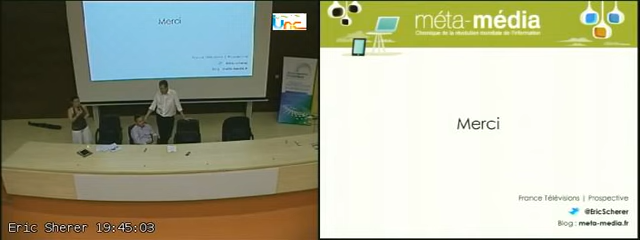 Merci
unc
Eric Sherer 19:45:03
méta-média
Chronique de la révolution mondiale de l'information
Merci
France Télévisions | Prospective
@EricScherer
Blog : meta-media.fr